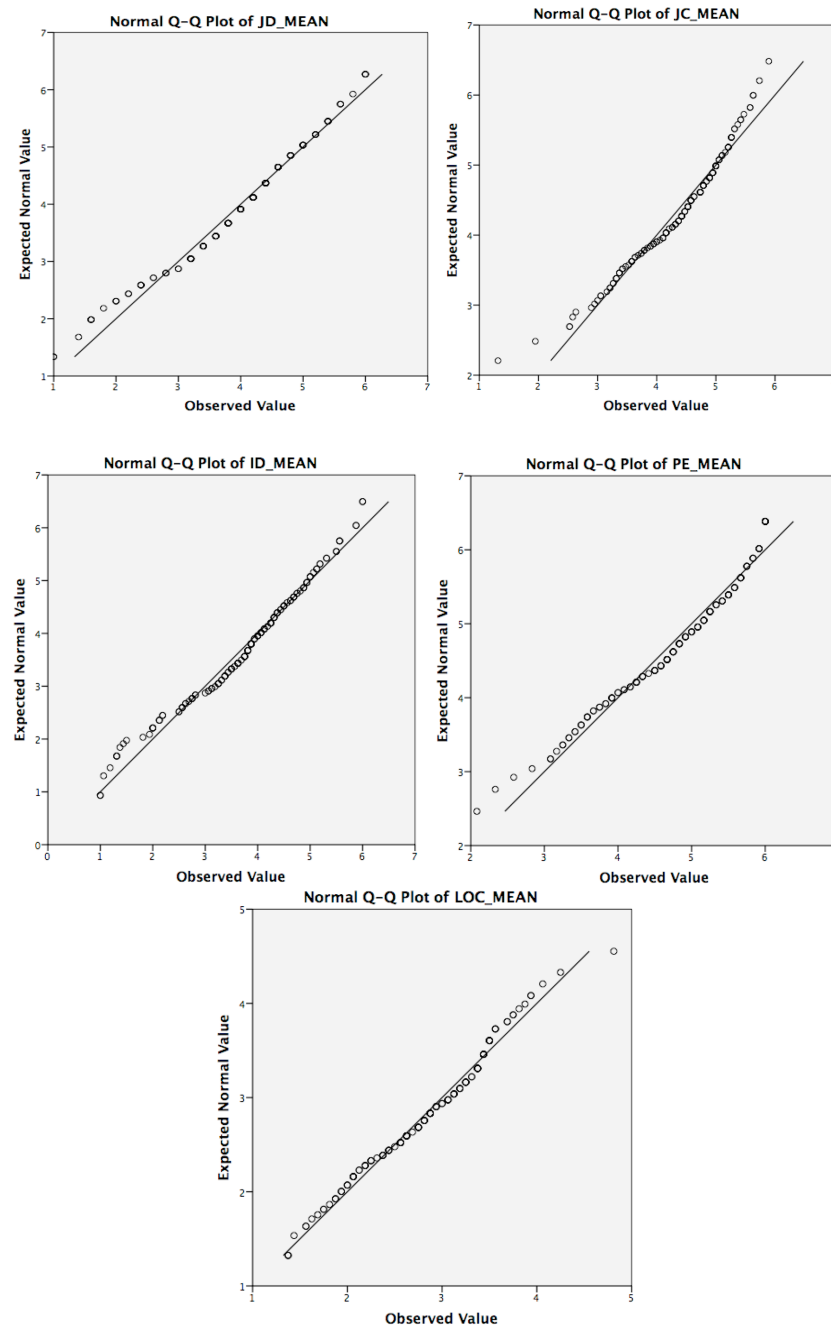 Normal Q-Q Plot of JD_MEAN
7
6
5
4
3
2
1
1 2 3 4 5 6 7
Expected Normal Value
Observed Value
Normal Q-Q Plot of JC_MEAN
7
6
5
4
3
2
1 2 3 4 5 6
Expected Normal Value
Observed Value
Normal Q-Q Plot of ID_MEAN
7
6
5
4
3
2
1
0
0 1 2 3 4 5 6 7
Expected Normal Value
Observed Value
Normal Q-Q Plot of PE_MEAN
7
6
5
4
3
2
2 3 4 5 6
Expected Normal Value
Observed Value
Normal Q-Q Plot of LOC_MEAN
5
4
3
2
1
1 2 3 4 5
Expected Normal Value
Observed Value